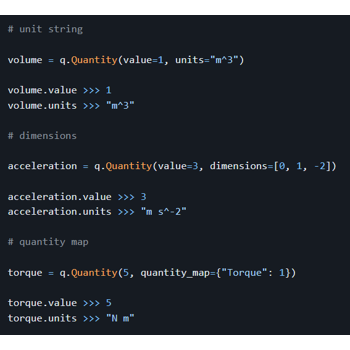 # unit string
volume = q.Quantity(value=1, units="m^3")
volume.value >>> 1
volume.units >>> "m^3"
# dimensions
acceleration = q.Quantity(value=3, dimensions=[0, 1, -2])
acceleration.value >>> 3
acceleration.units >>> "m s^-2"
# quantity map
torque = q.Quantity(5, quantity_map={"Torque": 1})
torque.value >>> 5
torque.units >>> "N m"